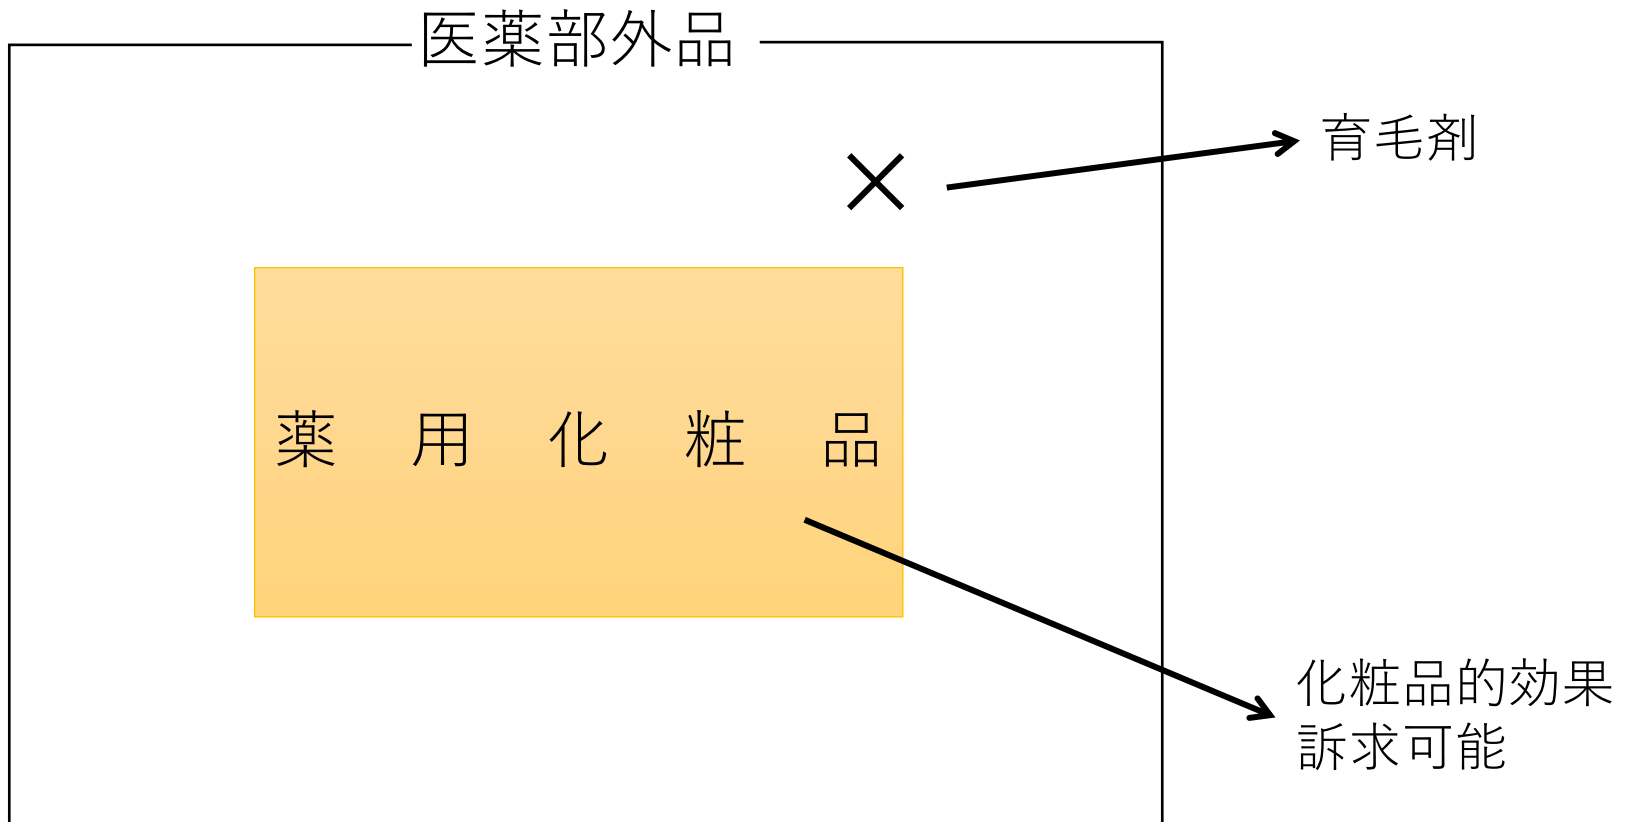 医薬部外品
育毛剤
薬用化粧品
化粧品的効果
訴求可能